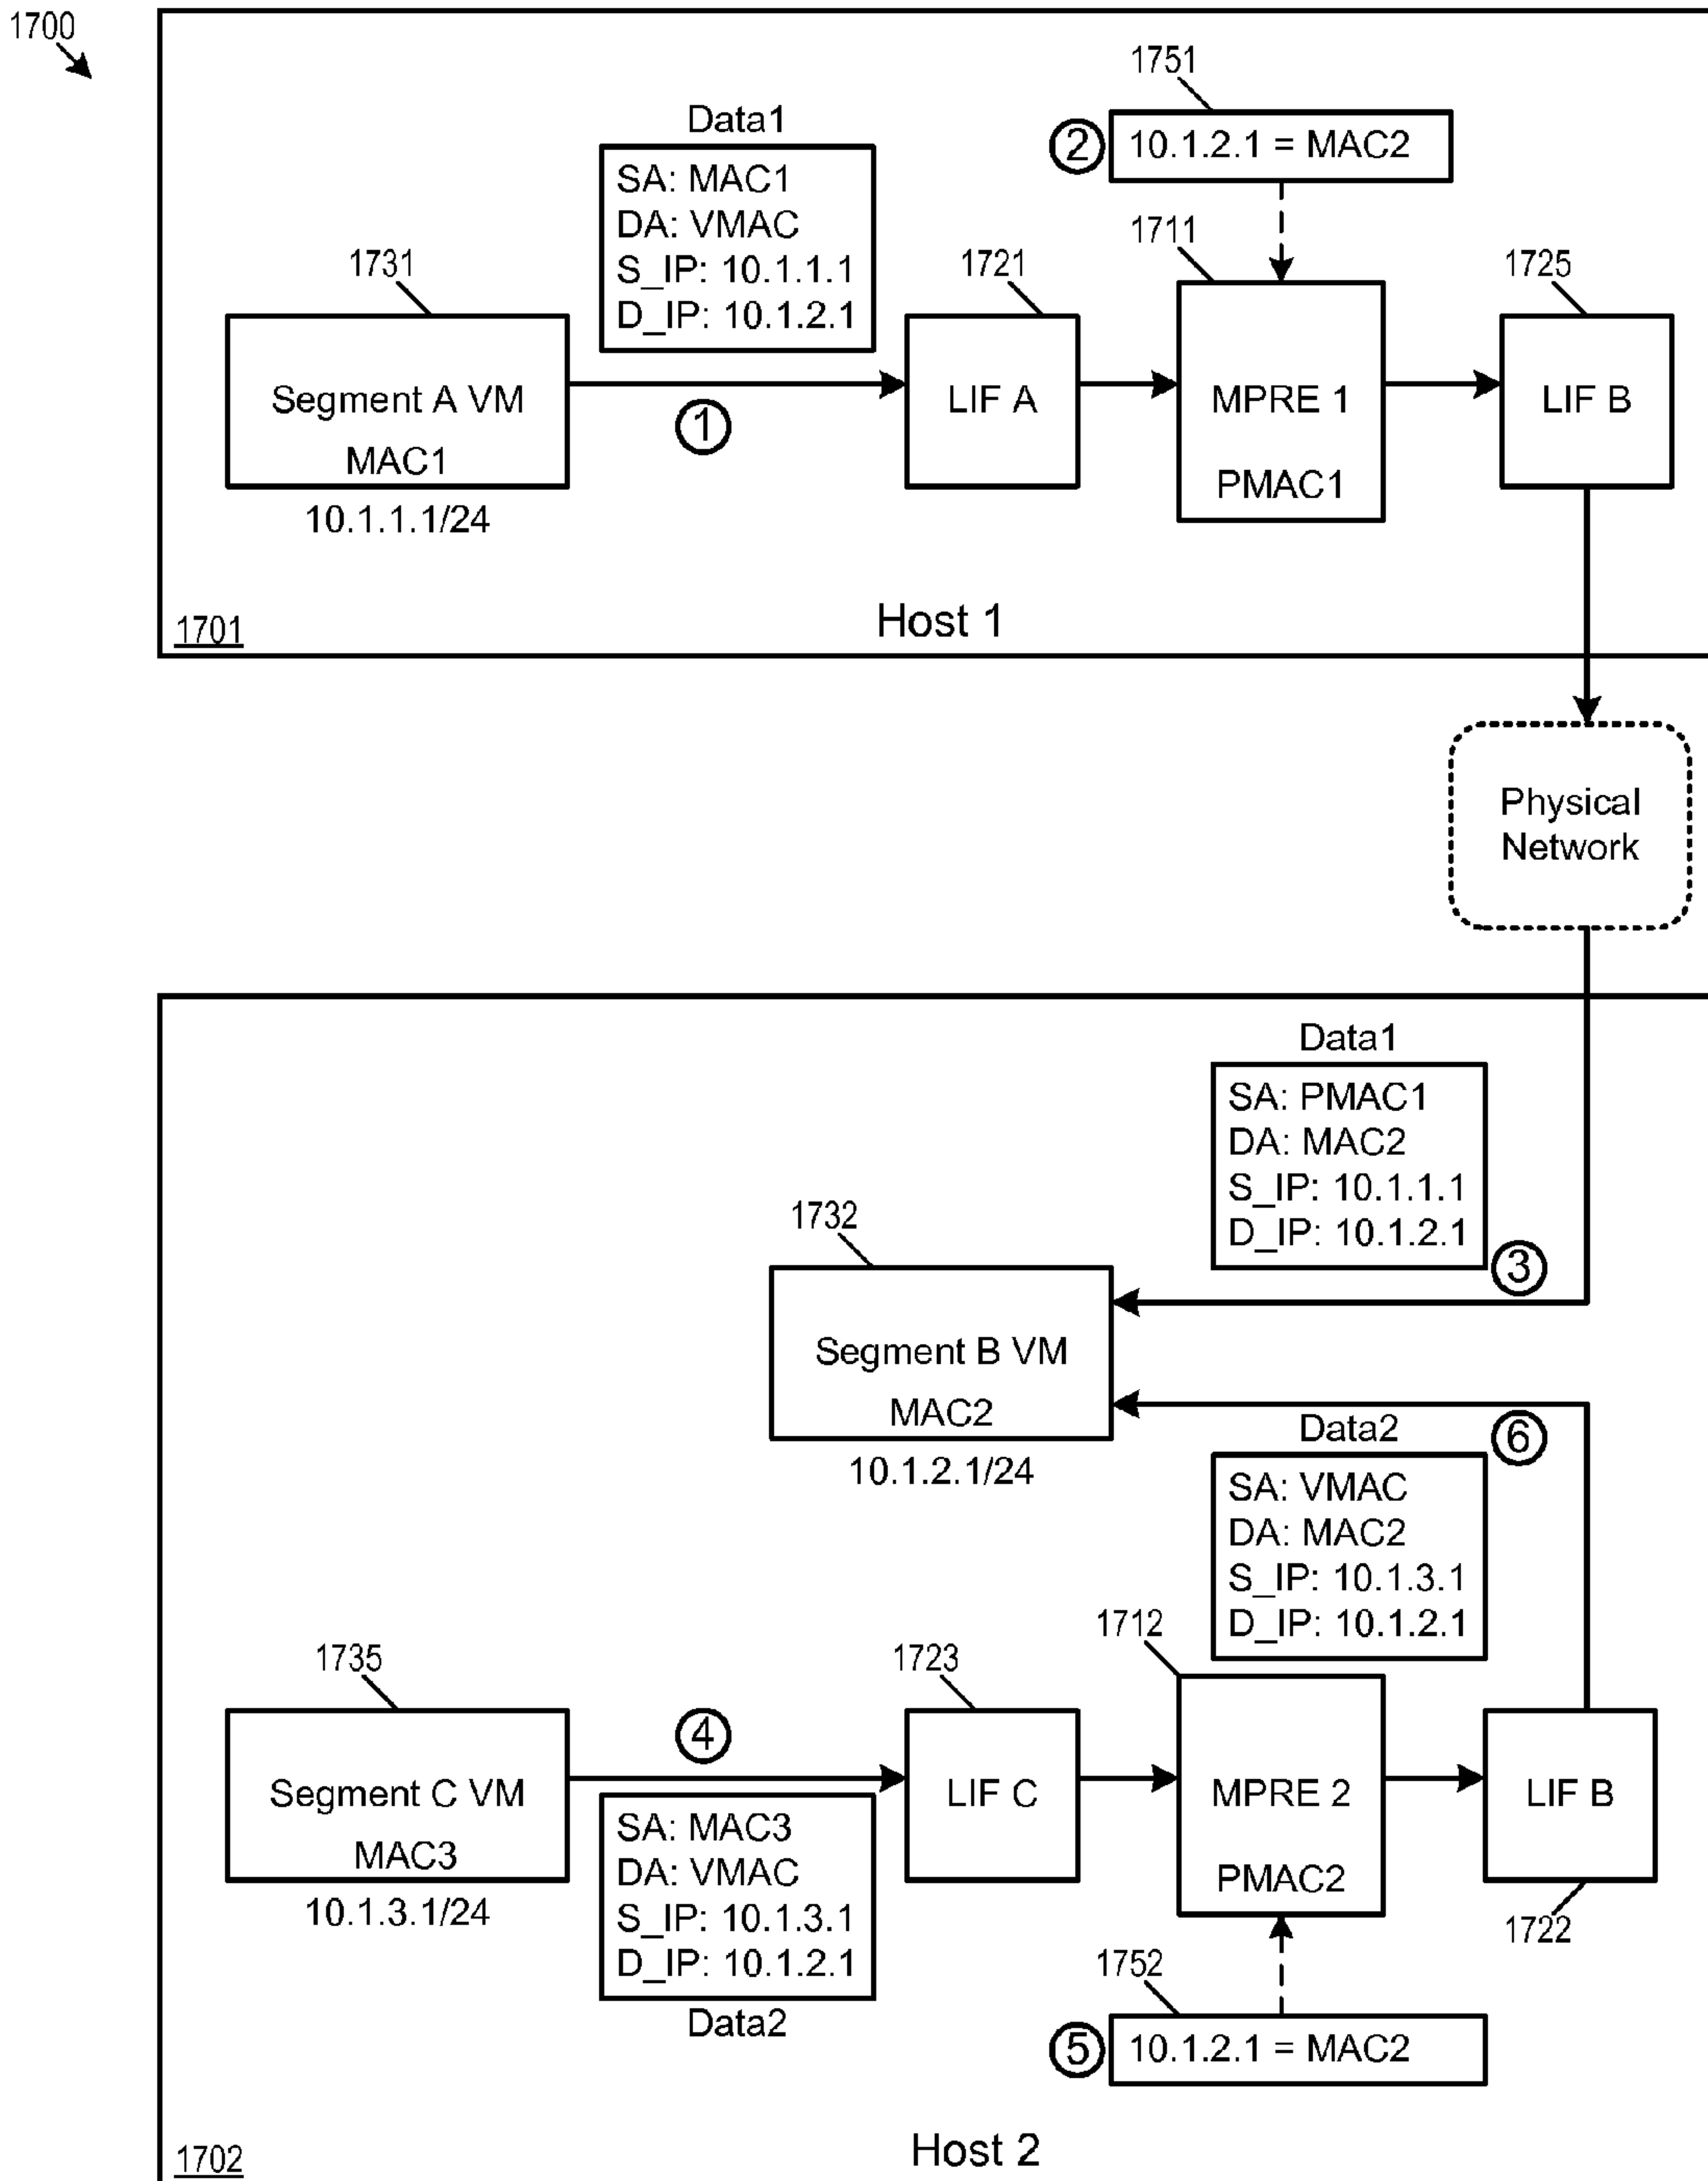 1700
1751
Data1
② 10.1.2.1 = MAC2
SA: MAC1
DA: VMAC
S_IP: 10.1.1.1
D_IP: 10.1.2.1
1731
1721
1711
1725
Segment A VM
MAC1
10.1.1.1/24
①
LIF A
MPRE 1
PMAC1
LIF B
1701
Host 1
Physical
Network
Data1
SA: PMAC1
DA: MAC2
S_IP: 10.1.1.1
D_IP: 10.1.2.1
③
1732
Segment B VM
MAC2
10.1.2.1/24
⑥
Data2
SA: VMAC
DA: MAC2
S_IP: 10.1.3.1
D_IP: 10.1.2.1
1735
④
1723
1712
Segment C VM
MAC3
10.1.3.1/24
LIF C
MPRE 2
PMAC2
LIF B
1722
SA: MAC3
DA: VMAC
S_IP: 10.1.3.1
D_IP: 10.1.2.1
Data2
1752
⑤ 10.1.2.1 = MAC2
1702
Host 2